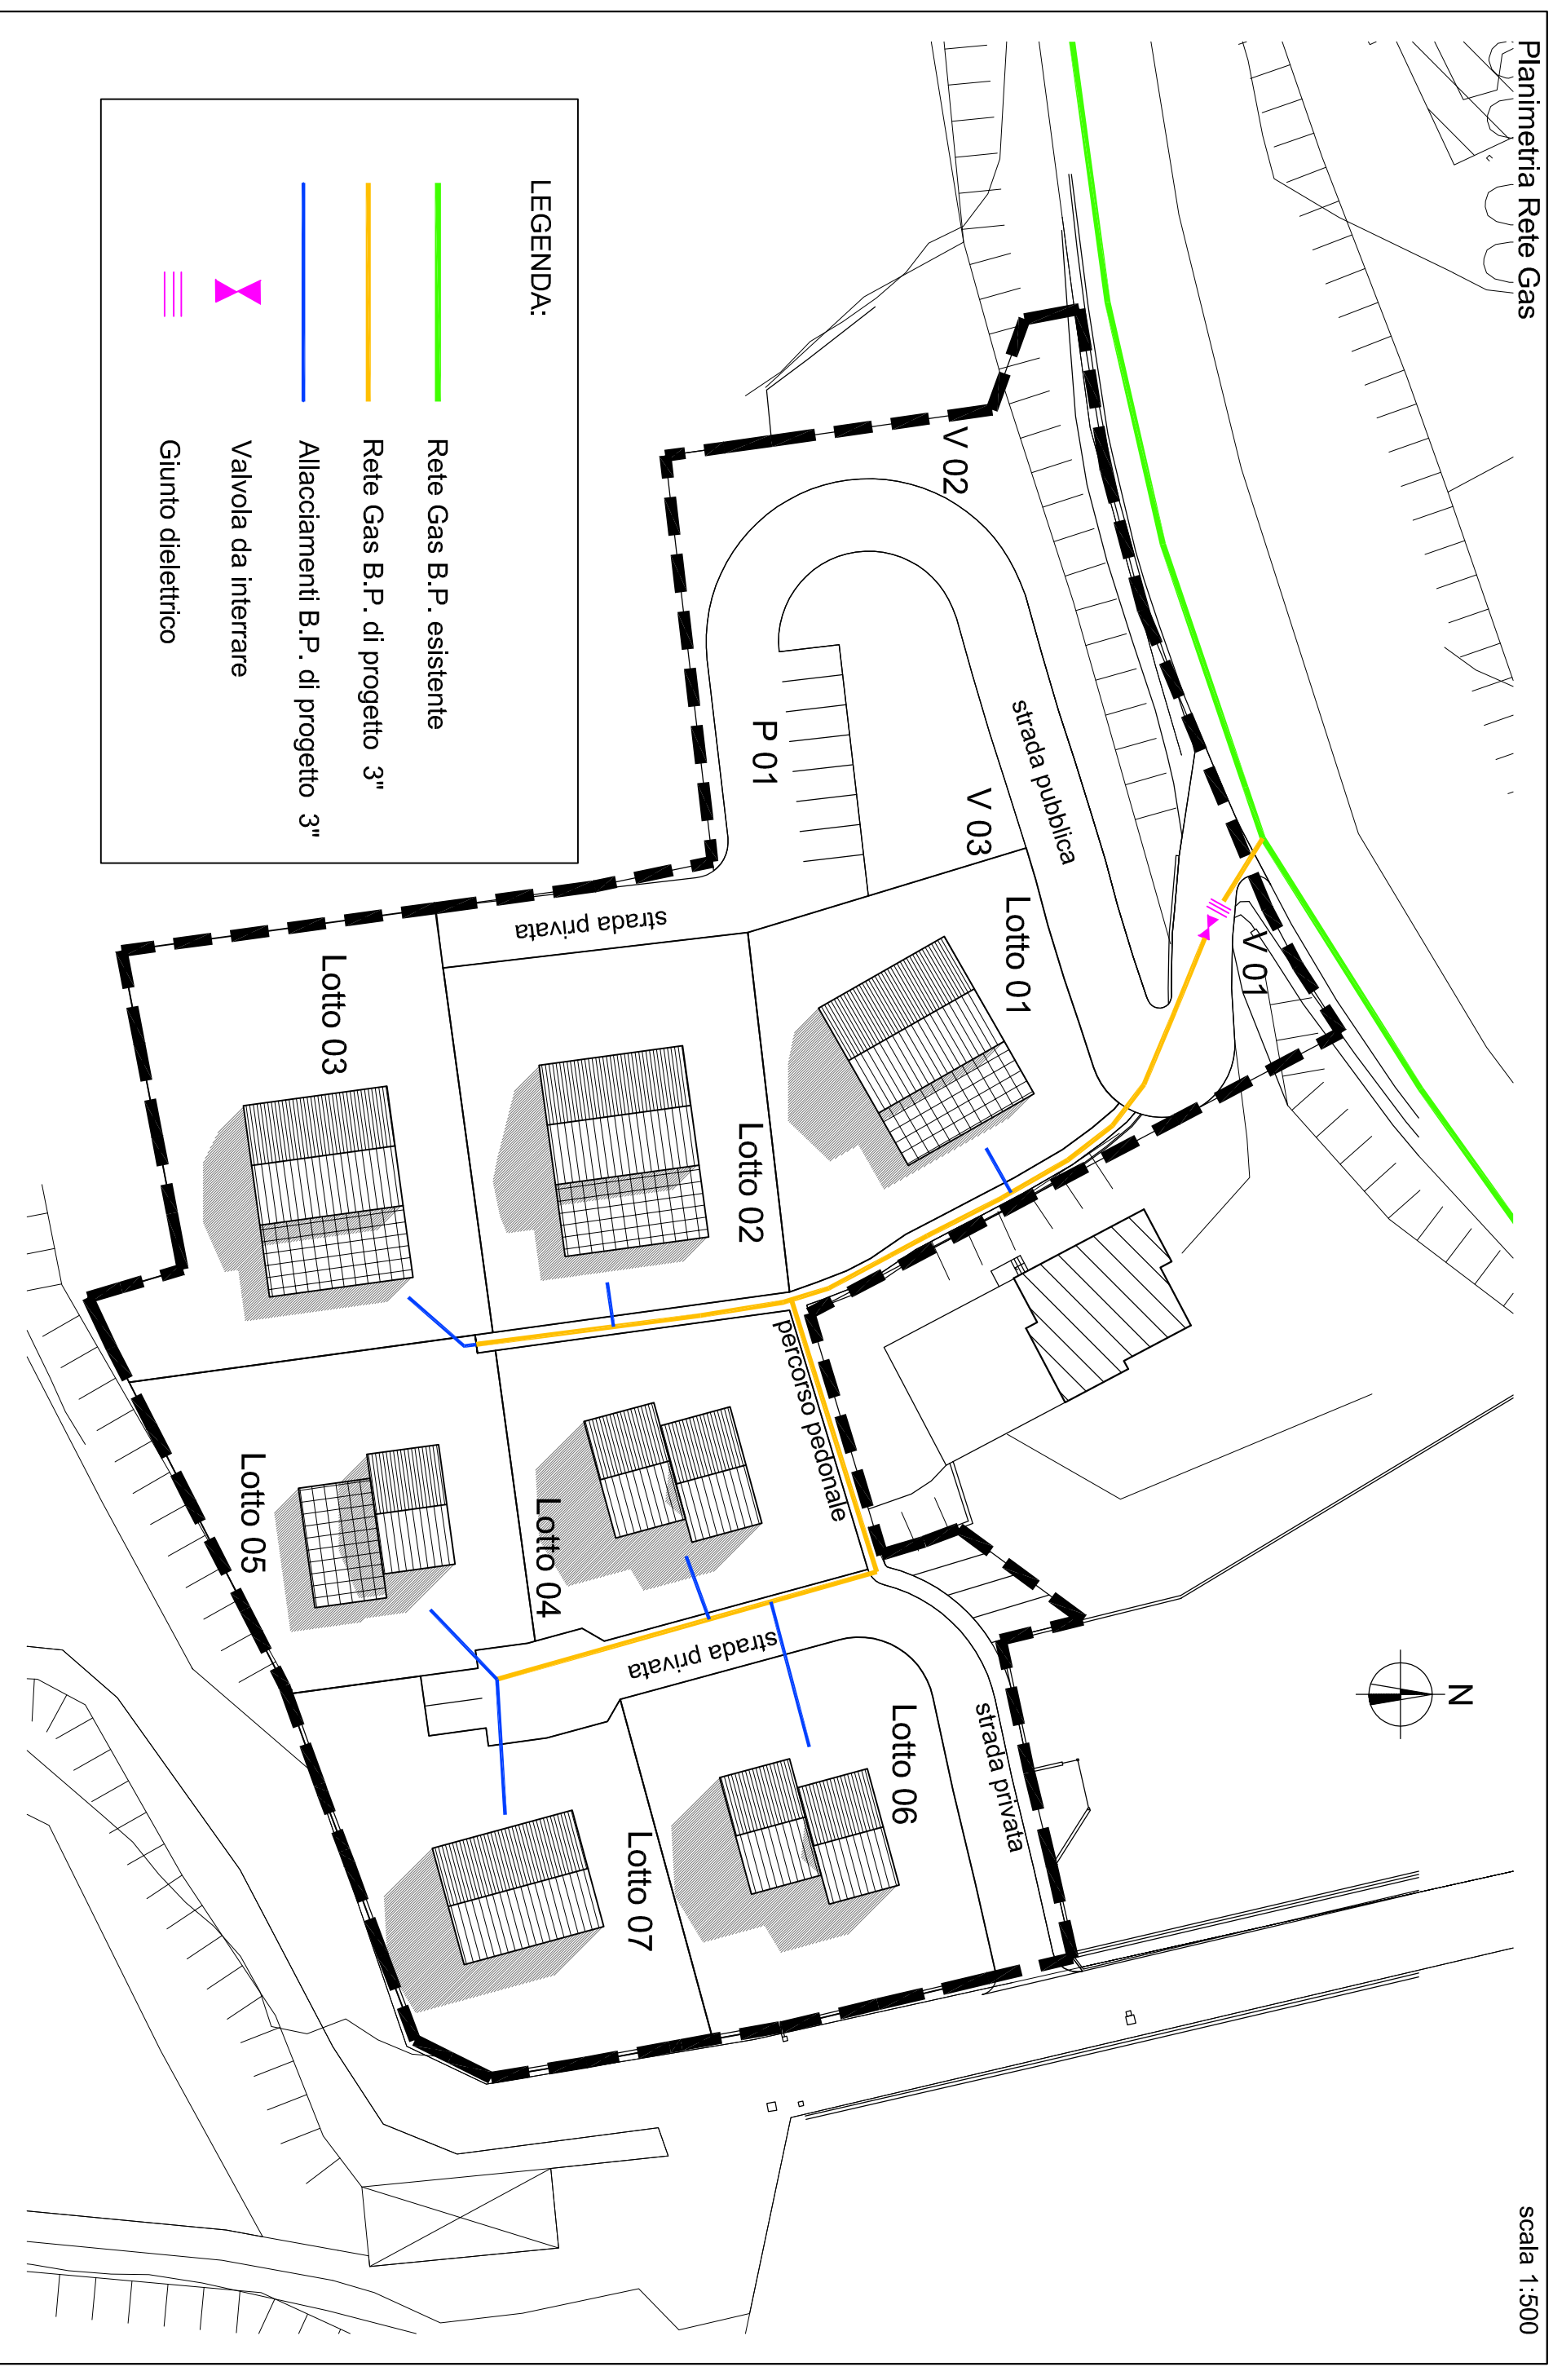 Planimetria Rete Gas
scala 1:500
N
V 01
V 02
strada pubblica
V 03
P 01
Lotto 01
strada privata
Lotto 02
Lotto 03
percorso pedonale
Lotto 04
Lotto 05
strada privata
strada privata
Lotto 06
Lotto 07
LEGENDA:
Rete Gas B.P. esistente
Rete Gas B.P. di progetto 3"
Allacciamenti B.P. di progetto 3"
Valvola da interrare
Giunto dielettrico